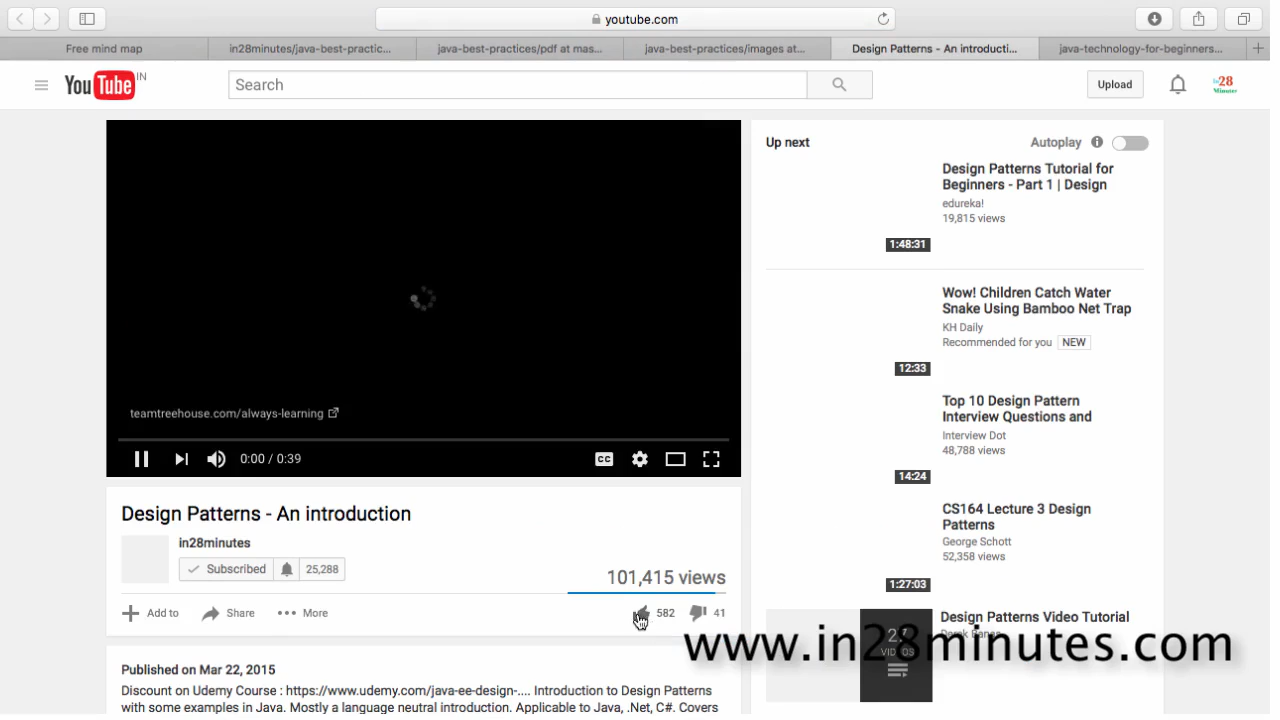 youtube.com
Free mind map
in28minutes/java-best-practic...
java-best-practices/pdf at mas...
java-best-practices/images at...
Design Patterns - An introducti...
java-technology-for-beginners...
YouTube IN
Search
Upload
in28
Minutes
teamtreehouse.com/always-learning
0:00 / 0:39
CC
Design Patterns - An introduction
in28minutes
Subscribed 25,288
101,415 views
Add to Share More 582 41
Published on Mar 22, 2015
Discount on Udemy Course : https://www.udemy.com/java-ee-design-.... Introduction to Design Patterns
with some examples in Java. Mostly a language neutral introduction. Applicable to Java, .Net, C#. Covers
Up next
Autoplay
Design Patterns Tutorial for
Beginners - Part 1 | Design
edureka!
19,815 views
1:48:31
Wow! Children Catch Water
Snake Using Bamboo Net Trap
KH Daily
Recommended for you NEW
12:33
Top 10 Design Pattern
Interview Questions and
Interview Dot
48,788 views
14:24
CS164 Lecture 3 Design
Patterns
George Schott
52,358 views
1:27:03
Design Patterns Video Tutorial
Derek Banas
27
VIDEOS
www.in28minutes.com